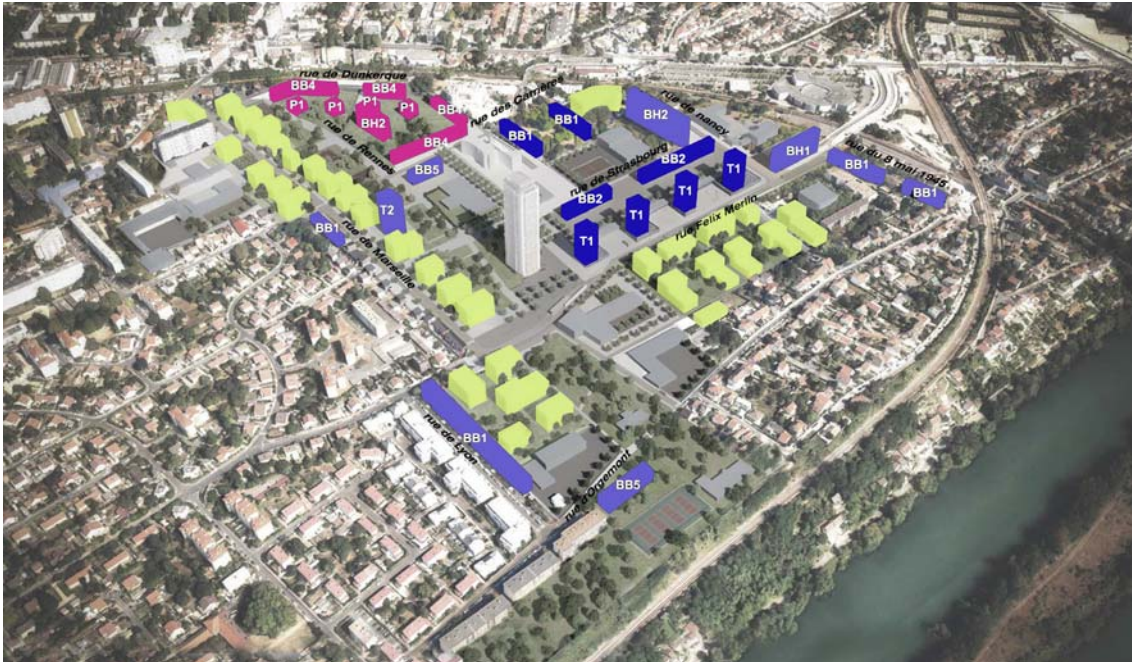 rue de Dunkerque
BB4
BB4
P1
P1
P1
P1
BB4
BH2
rue des Carrières
BB4
rue de Rennes
BB5
BB1
BB1
BH2
rue de nancy
rue de Strasbourg
BB2
BB2
T1
T1
T1
T1
BH1
BB1
rue du 8 mai 1945
BB1
rue Felix Merlin
T2
BB1
rue de Marseille
BB1
rue de Lyon
BB5
rue d'Orgemont